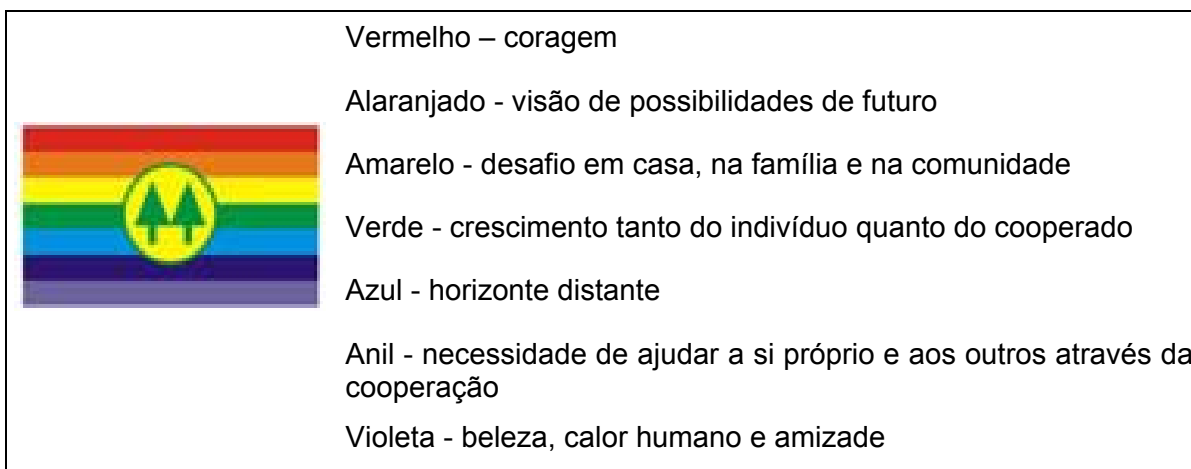 Vermelho – coragem
Alaranjado - visão de possibilidades de futuro
Amarelo - desafio em casa, na família e na comunidade
Verde - crescimento tanto do indivíduo quanto do cooperado
Azul - horizonte distante
Anil - necessidade de ajudar a si próprio e aos outros através da
cooperação
Violeta - beleza, calor humano e amizade